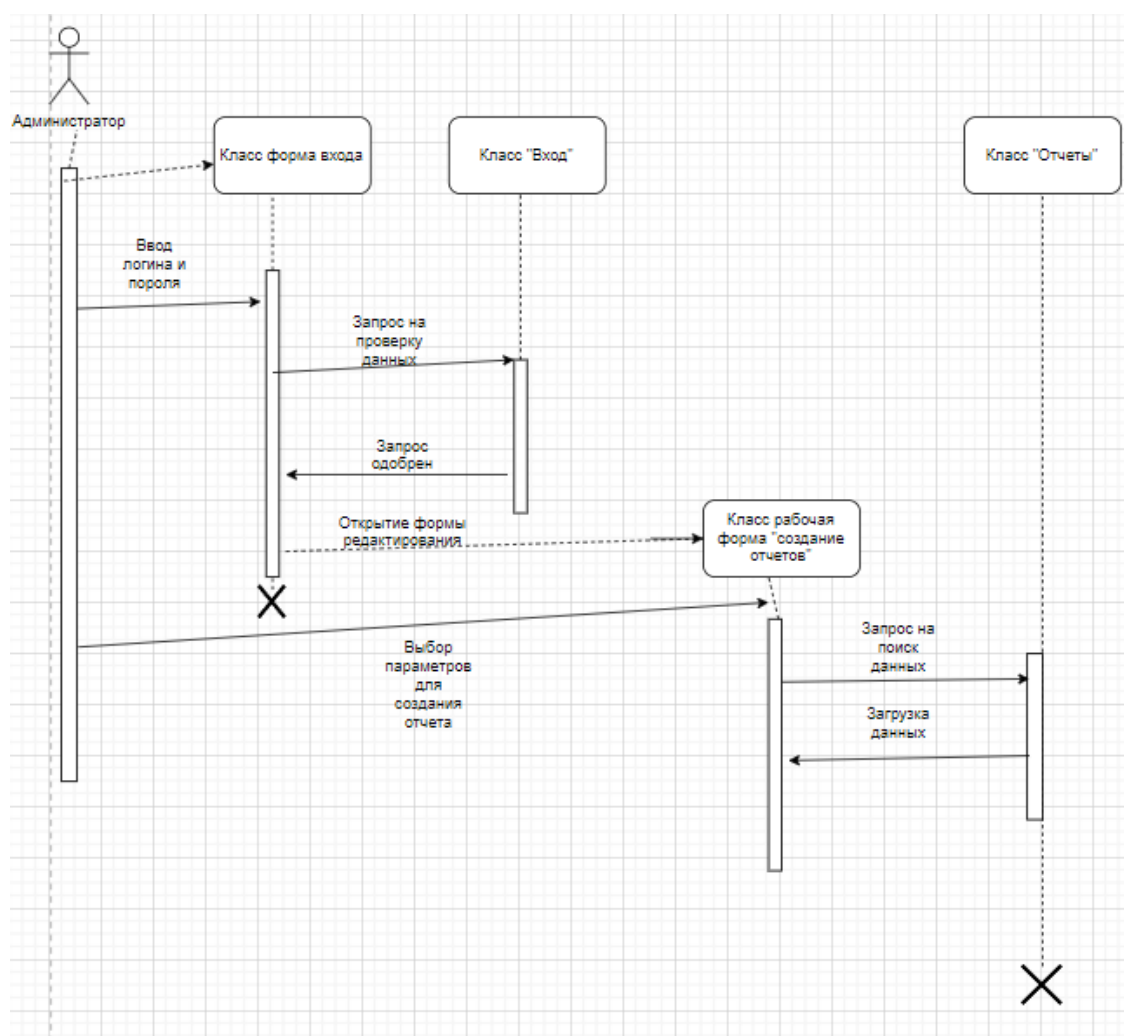 Администратор
Класс форма входа
Класс "Вход"
Класс "Отчеты"
Ввод
логина и
пороля
Запрос на
проверку
данных
Запрос
одобрен
Открытие формы
редактирования
Класс рабочая
форма "создание
отчетов"
Выбор
параметров
для
создания
отчета
Запрос на
поиск
данных
Загрузка
данных